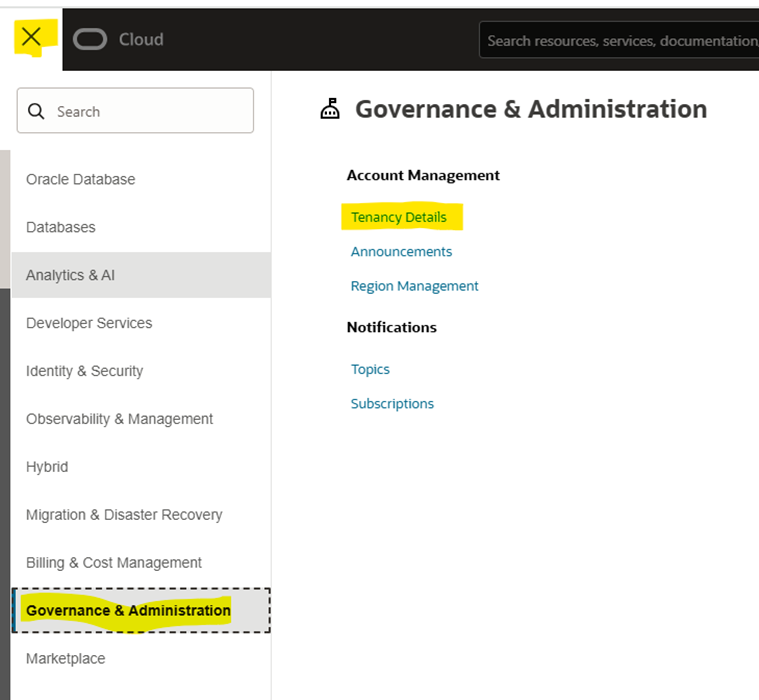 Cloud
Search resources, services, documentation,
Search
Oracle Database
Databases
Analytics & AI
Developer Services
Identity & Security
Observability & Management
Hybrid
Migration & Disaster Recovery
Billing & Cost Management
Governance & Administration
Marketplace
Governance & Administration
Account Management
Tenancy Details
Announcements
Region Management
Notifications
Topics
Subscriptions